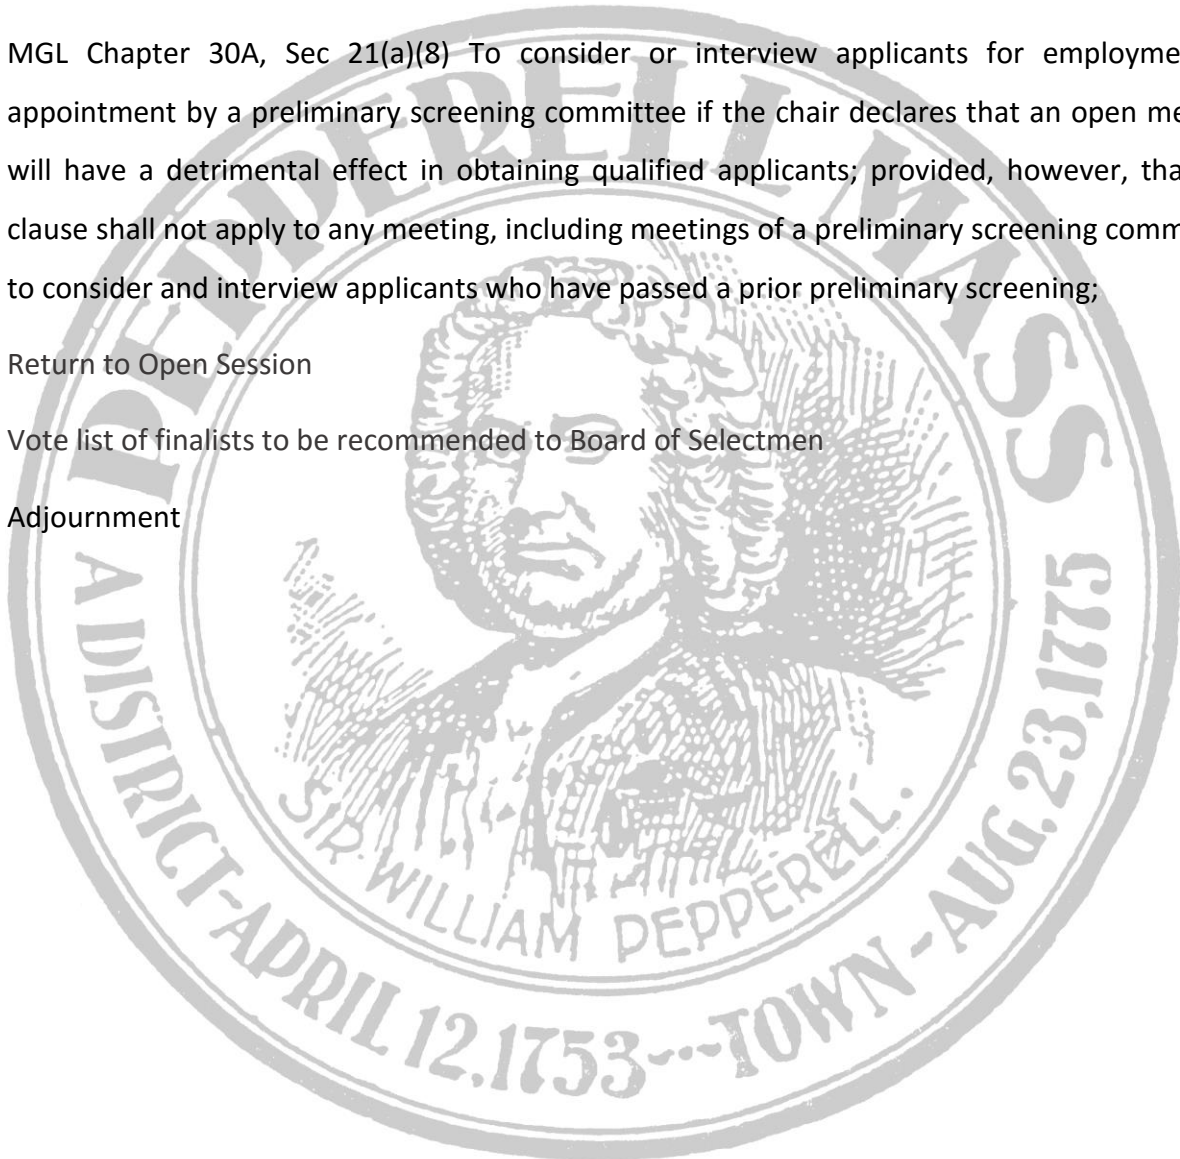 MGL Chapter 30A, Sec 21(a)(8) To consider or interview applicants for employme
appointment by a preliminary screening committee if the chair declares that an open me
will have a detrimental effect in obtaining qualified applicants; provided, however, tha
clause shall not apply to any meeting, including meetings of a preliminary screening comm
to consider and interview applicants who have passed a prior preliminary screening;
Return to Open Session
Vote list of finalists to be recommended to Board of Selectmen
Adjournment
PEPPERELL MASS
A DISTRICT-APRIL 12,1753---TOWN-AUG.23,1775
SIR WILLIAM PEPPERELL.